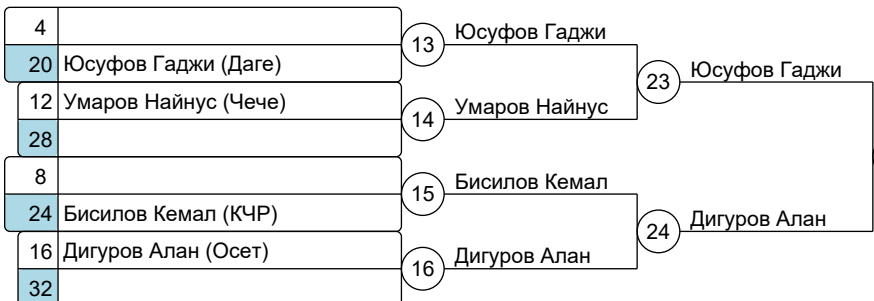 4
Юсуфов Гаджи
13
20 Юсуфов Гаджи (Даге)
Юсуфов Гаджи
23
12 Умаров Найнус (Чече)
Умаров Найнус
14
28
8
Бисилов Кемал
15
24 Бисилов Кемал (КЧР)
Дигуров Алан
24
16 Дигуров Алан (Осет)
Дигуров Алан
16
32